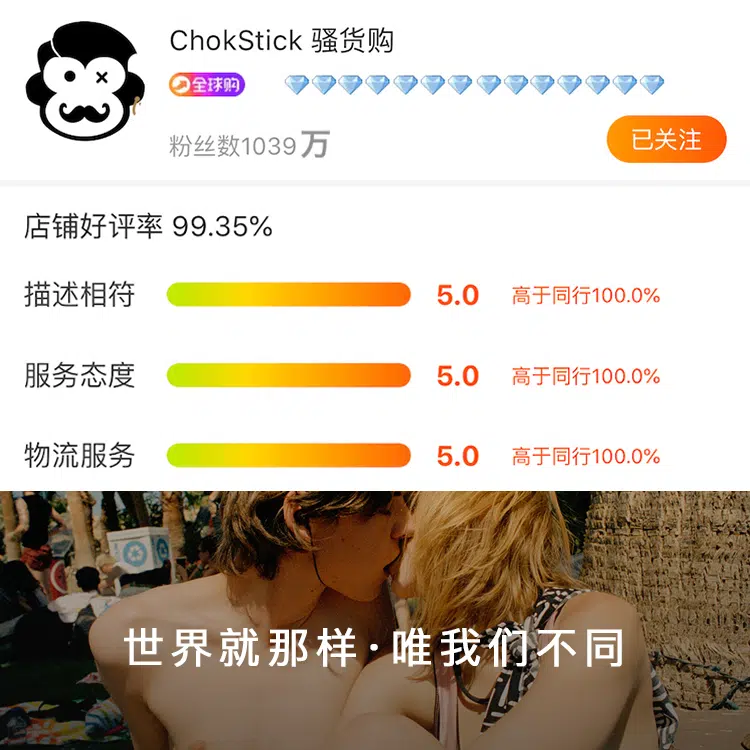 ChokStick 骚货购
全球购
粉丝数1039万
已关注
店铺好评率 99.35%
描述相符 5.0 高于同行100.0%
服务态度 5.0 高于同行100.0%
物流服务 5.0 高于同行100.0%
世界就那样·唯我们不同